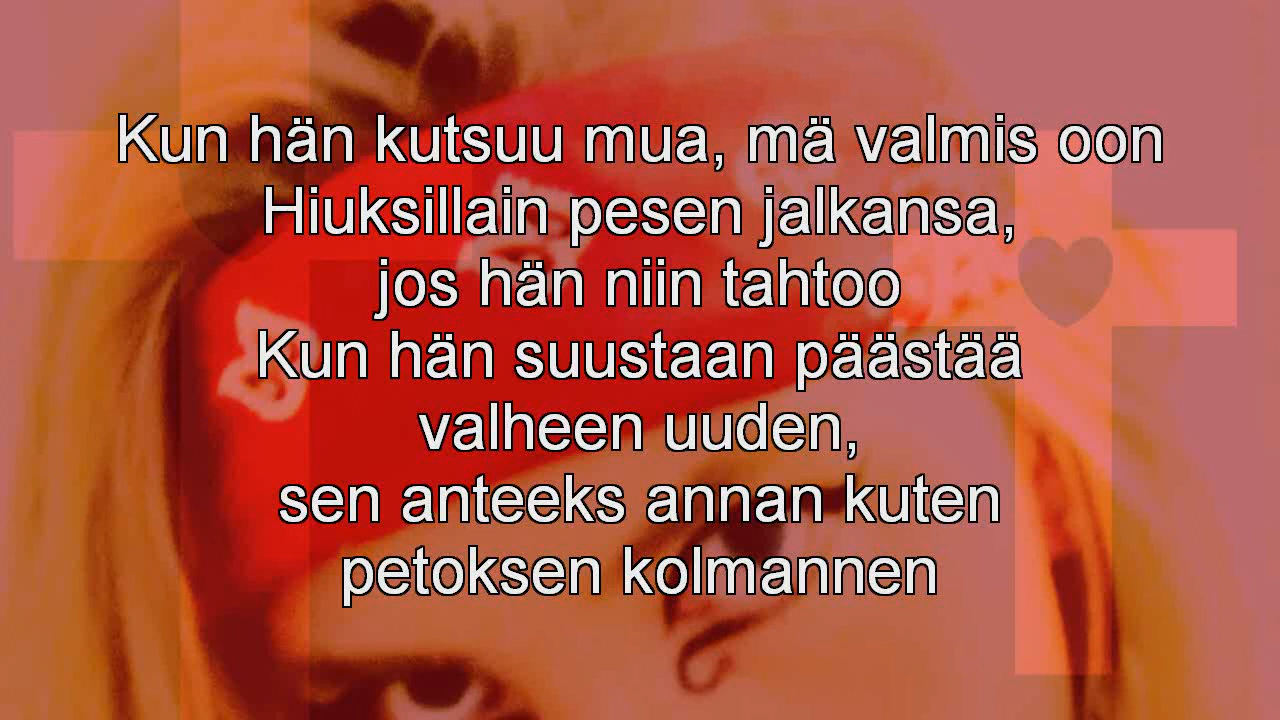 Kun hän kutsuu mua, mä valmis oon
Hiuksillain pesen jalkansa,
jos hän niin tahtoo
Kun hän suustaan päästää
valheen uuden,
sen anteeks annan kuten
petoksen kolmannen